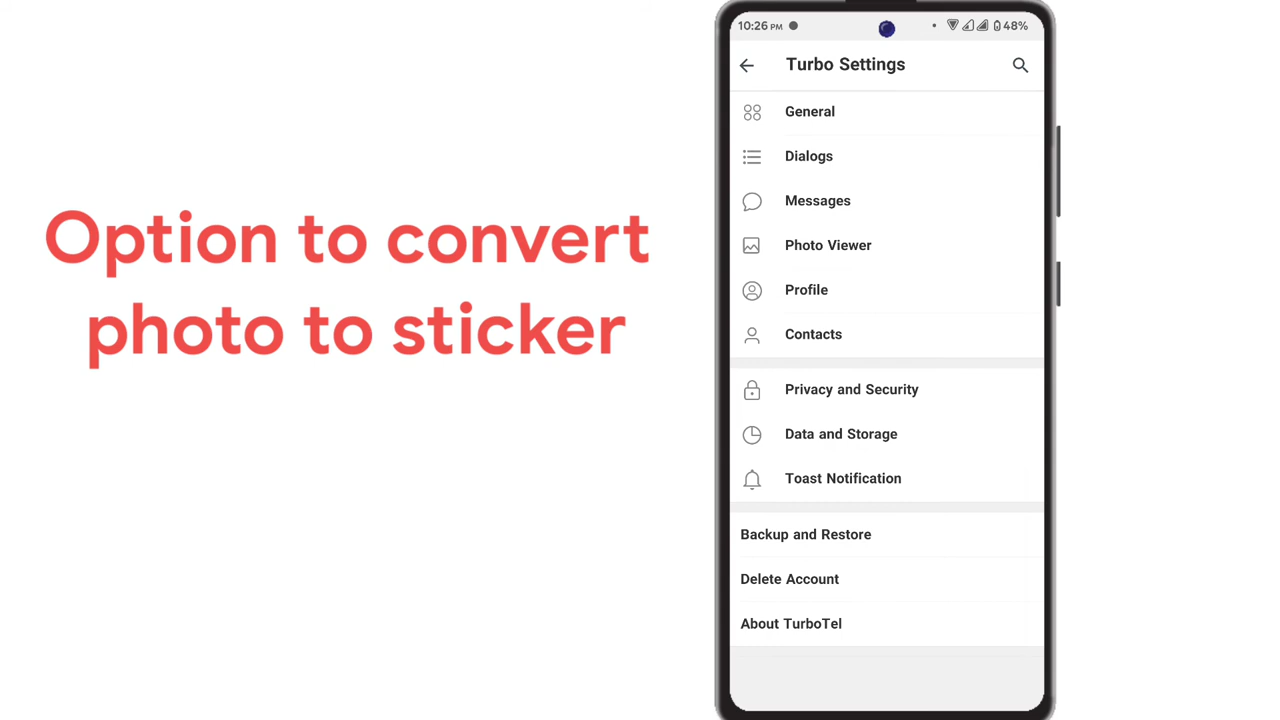 Option to convert
photo to sticker
10:26 PM
48%
Turbo Settings
General
Dialogs
Messages
Photo Viewer
Profile
Contacts
Privacy and Security
Data and Storage
Toast Notification
Backup and Restore
Delete Account
About TurboTel